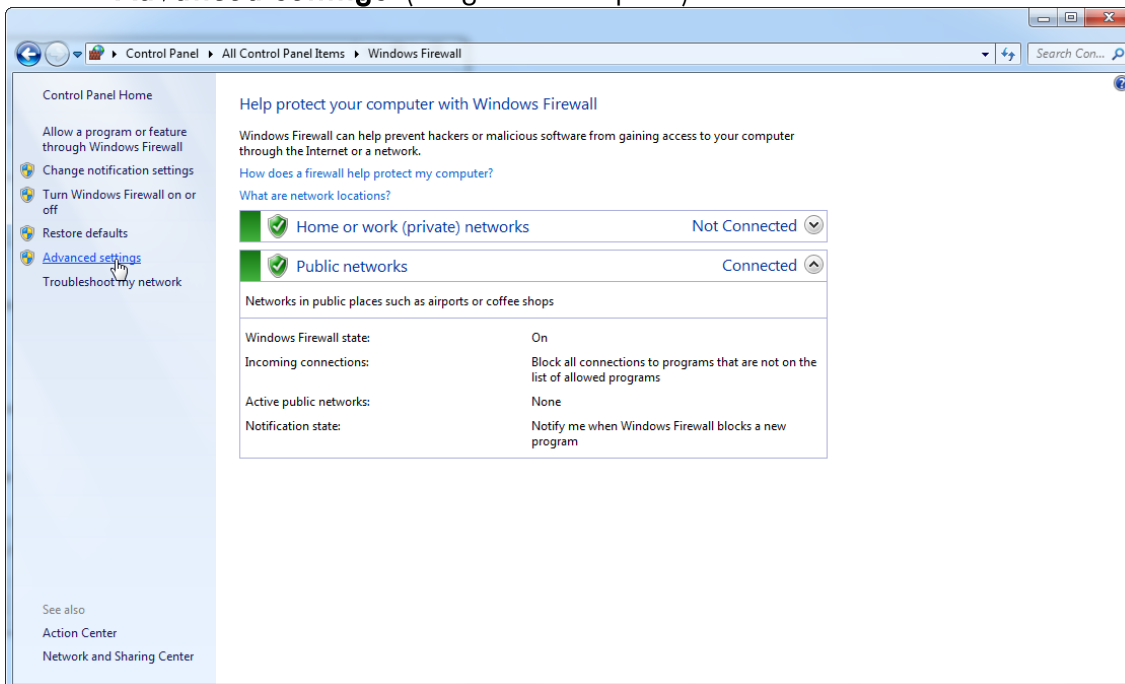 Control Panel ▸ All Control Panel Items ▸ Windows Firewall
Search Con...
Control Panel Home
Allow a program or feature
through Windows Firewall
Change notification settings
Turn Windows Firewall on or
off
Restore defaults
Advanced settings
Troubleshoot my network
See also
Action Center
Network and Sharing Center
Help protect your computer with Windows Firewall
Windows Firewall can help prevent hackers or malicious software from gaining access to your computer
through the Internet or a network.
How does a firewall help protect my computer?
What are network locations?
Home or work (private) networks Not Connected
Public networks Connected
Networks in public places such as airports or coffee shops
Windows Firewall state: On
Incoming connections: Block all connections to programs that are not on the
list of allowed programs
Active public networks: None
Notification state: Notify me when Windows Firewall blocks a new
program